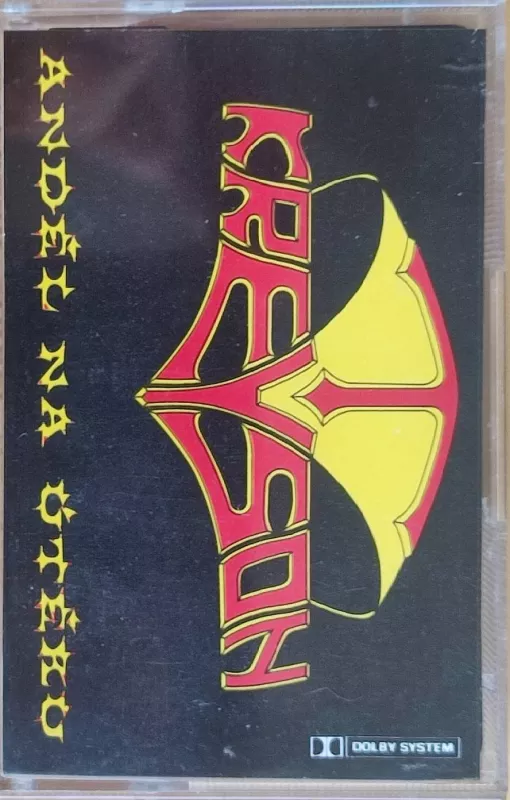 KREYSON
ANDĚL NA ÚTĚKU
DOLBY SYSTEM